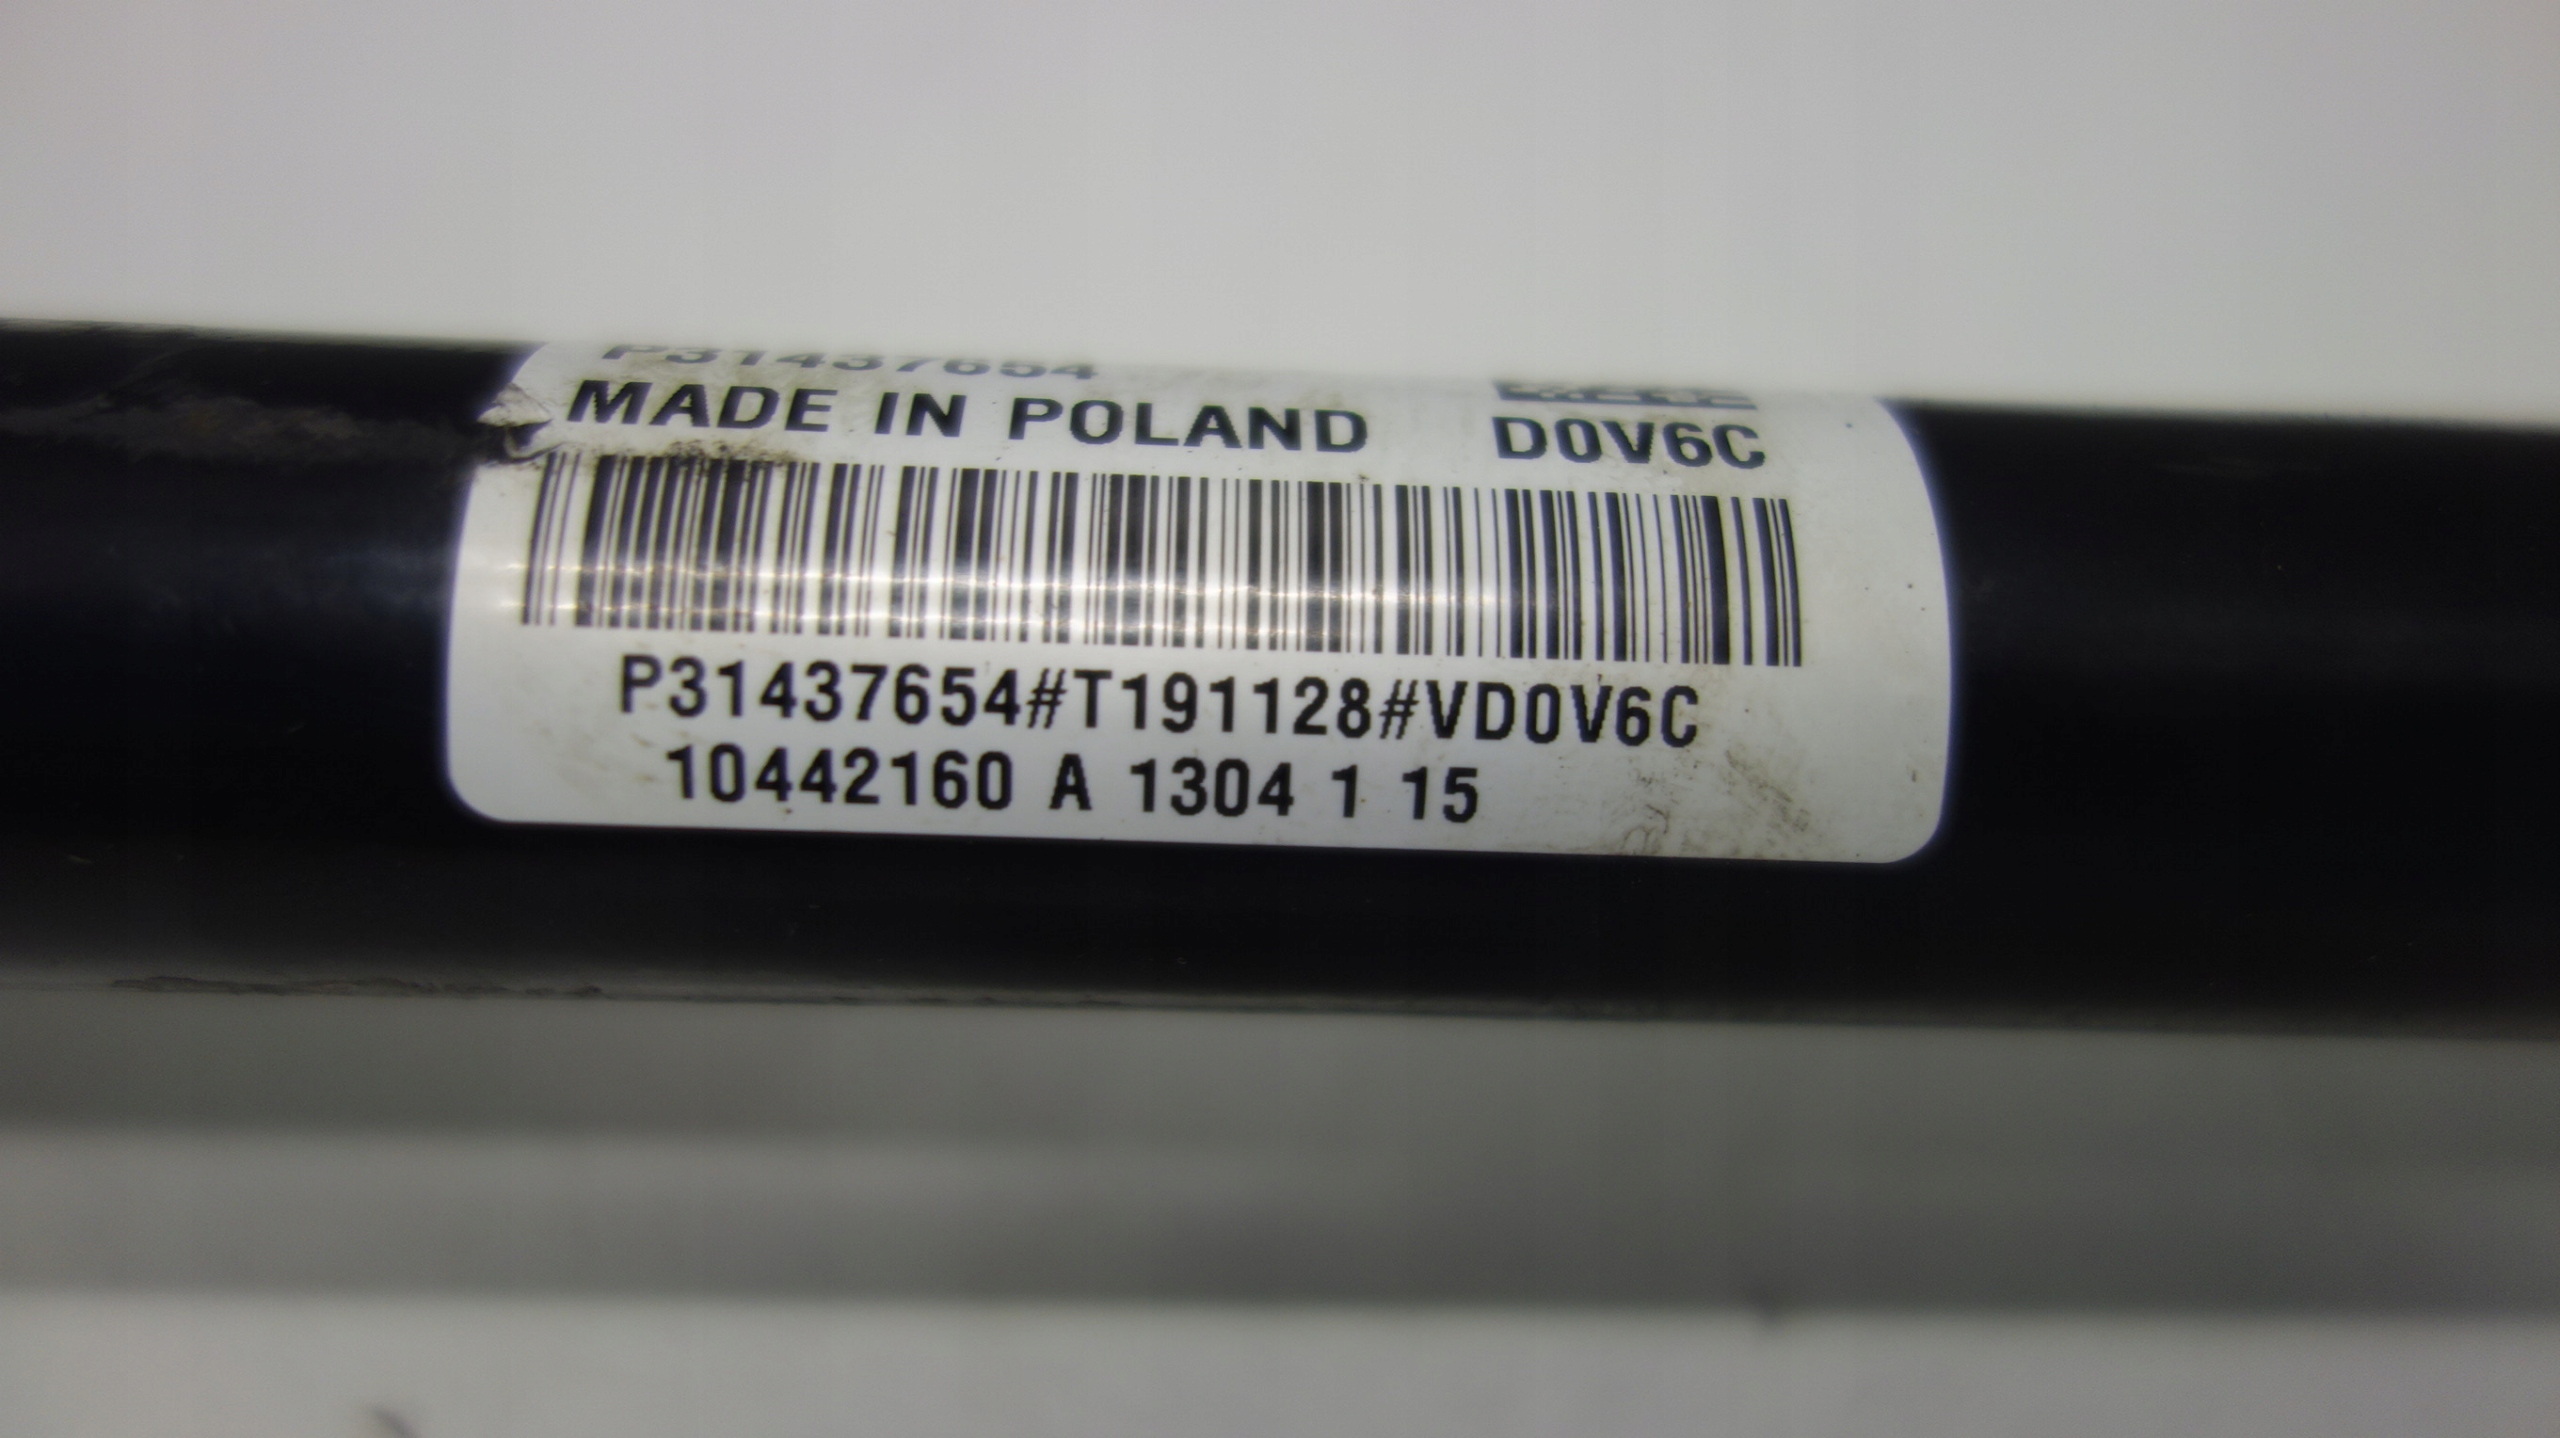 P31437654
MADE IN POLAND D0V6C
P31437654#T191128#VD0V6C
10442160 A 1304 1 15